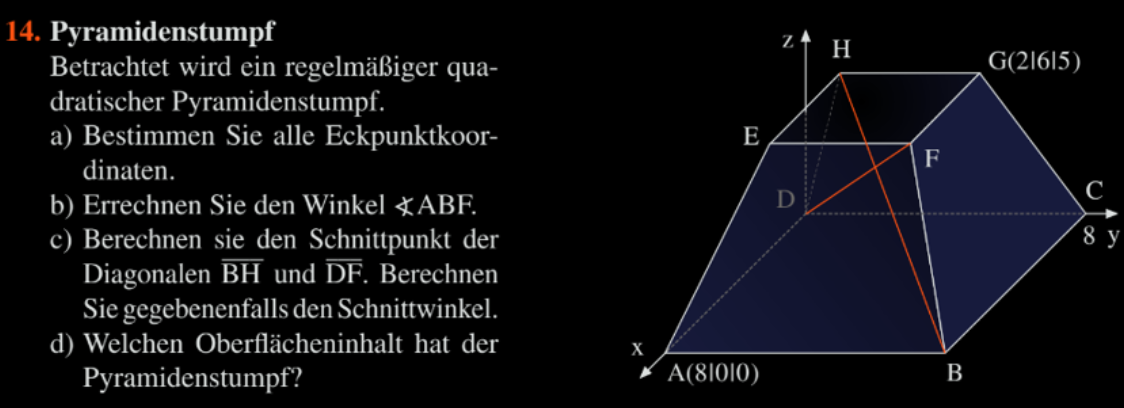 14. Pyramidenstumpf
Betrachtet wird ein regelmäßiger qua-
dratischer Pyramidenstumpf.
a) Bestimmen Sie alle Eckpunktkoor-
dinaten.
b) Errechnen Sie den Winkel ∢ABF.
c) Berechnen sie den Schnittpunkt der
Diagonalen B̅H̅ und D̅F̅. Berechnen
Sie gegebenenfalls den Schnittwinkel.
d) Welchen Oberflächeninhalt hat der
Pyramidenstumpf?
z
H
G(2|6|5)
E
F
D
C
8 y
x
A(8|0|0)
B